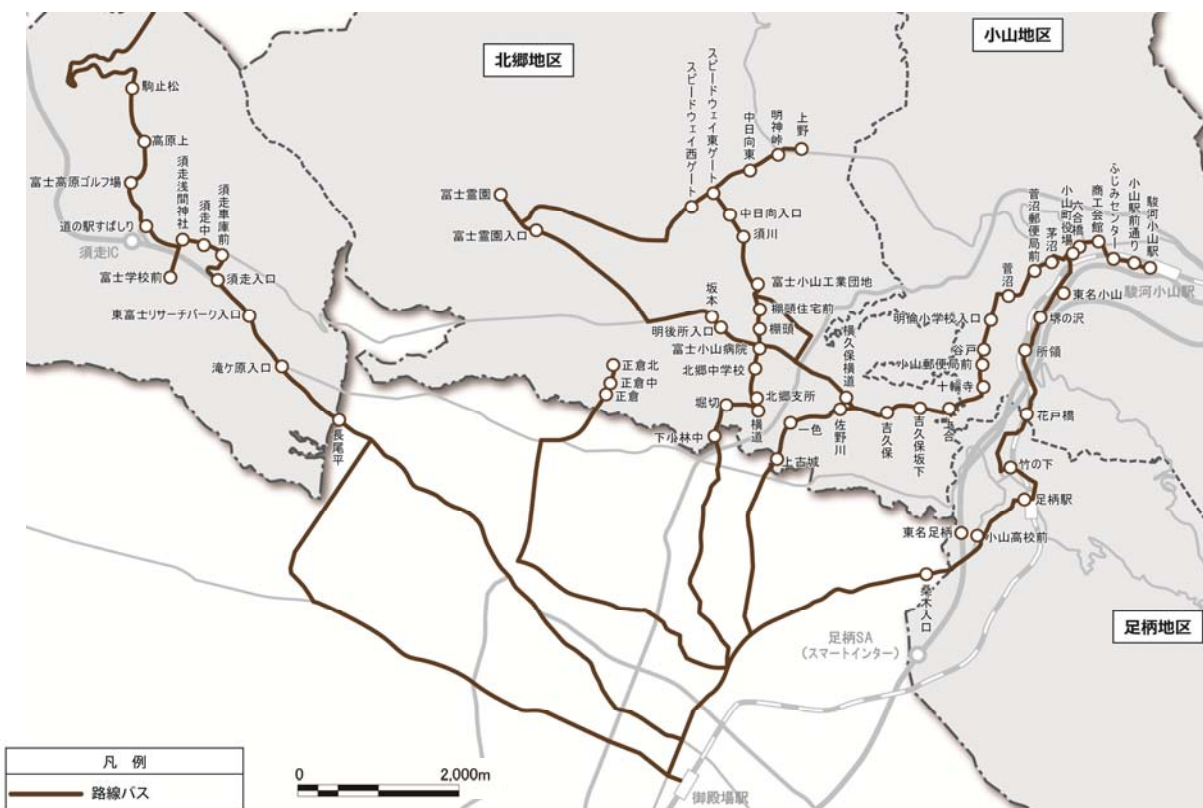 小山地区
北郷地区
駒止松
高原上
富士高原ゴルフ場
道の駅すばしり
須走IC
富士学校前
須走浅間神社
須走中
須走車庫前
須走入口
東富士リサーチパーク入口
滝ケ原入口
長尾平
富士霊園
富士霊園入口
スピードウェイ西ゲート
スピードウェイ東ゲート
中日向東
明神峠
上野
中日向入口
須川
富士小山工業団地
棚頭住宅前
棚頭
坂本
明後所入口
富士小山病院
北郷中学校
北郷支所
横道
堀切
下小林中
正倉北
正倉中
正倉
一色
上古城
横久保横道
佐野川
吉久保
吉久保坂下
落合
十輪寺
小山郵便局前
谷戸
明倫小学校入口
菅沼
菅沼郵便局前
茅沼
小山町役場
六合橋
商工会館
ふじみセンター
小山駅前通り
駿河小山駅
駿河小山駅
東名小山
堺の沢
所領
花戸橋
竹の下
足柄駅
小山高校前
東名足柄
桑木入口
足柄SA
(スマートインター)
足柄地区
御殿場駅
凡 例
路線バス
0
2,000m